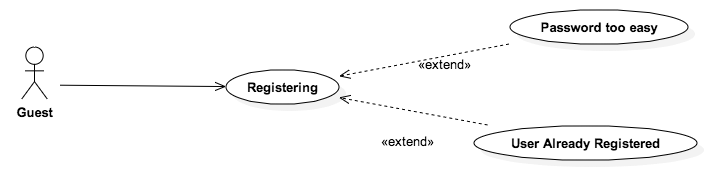 Password too easy
«extend»
Registering
Guest
«extend»
User Already Registered